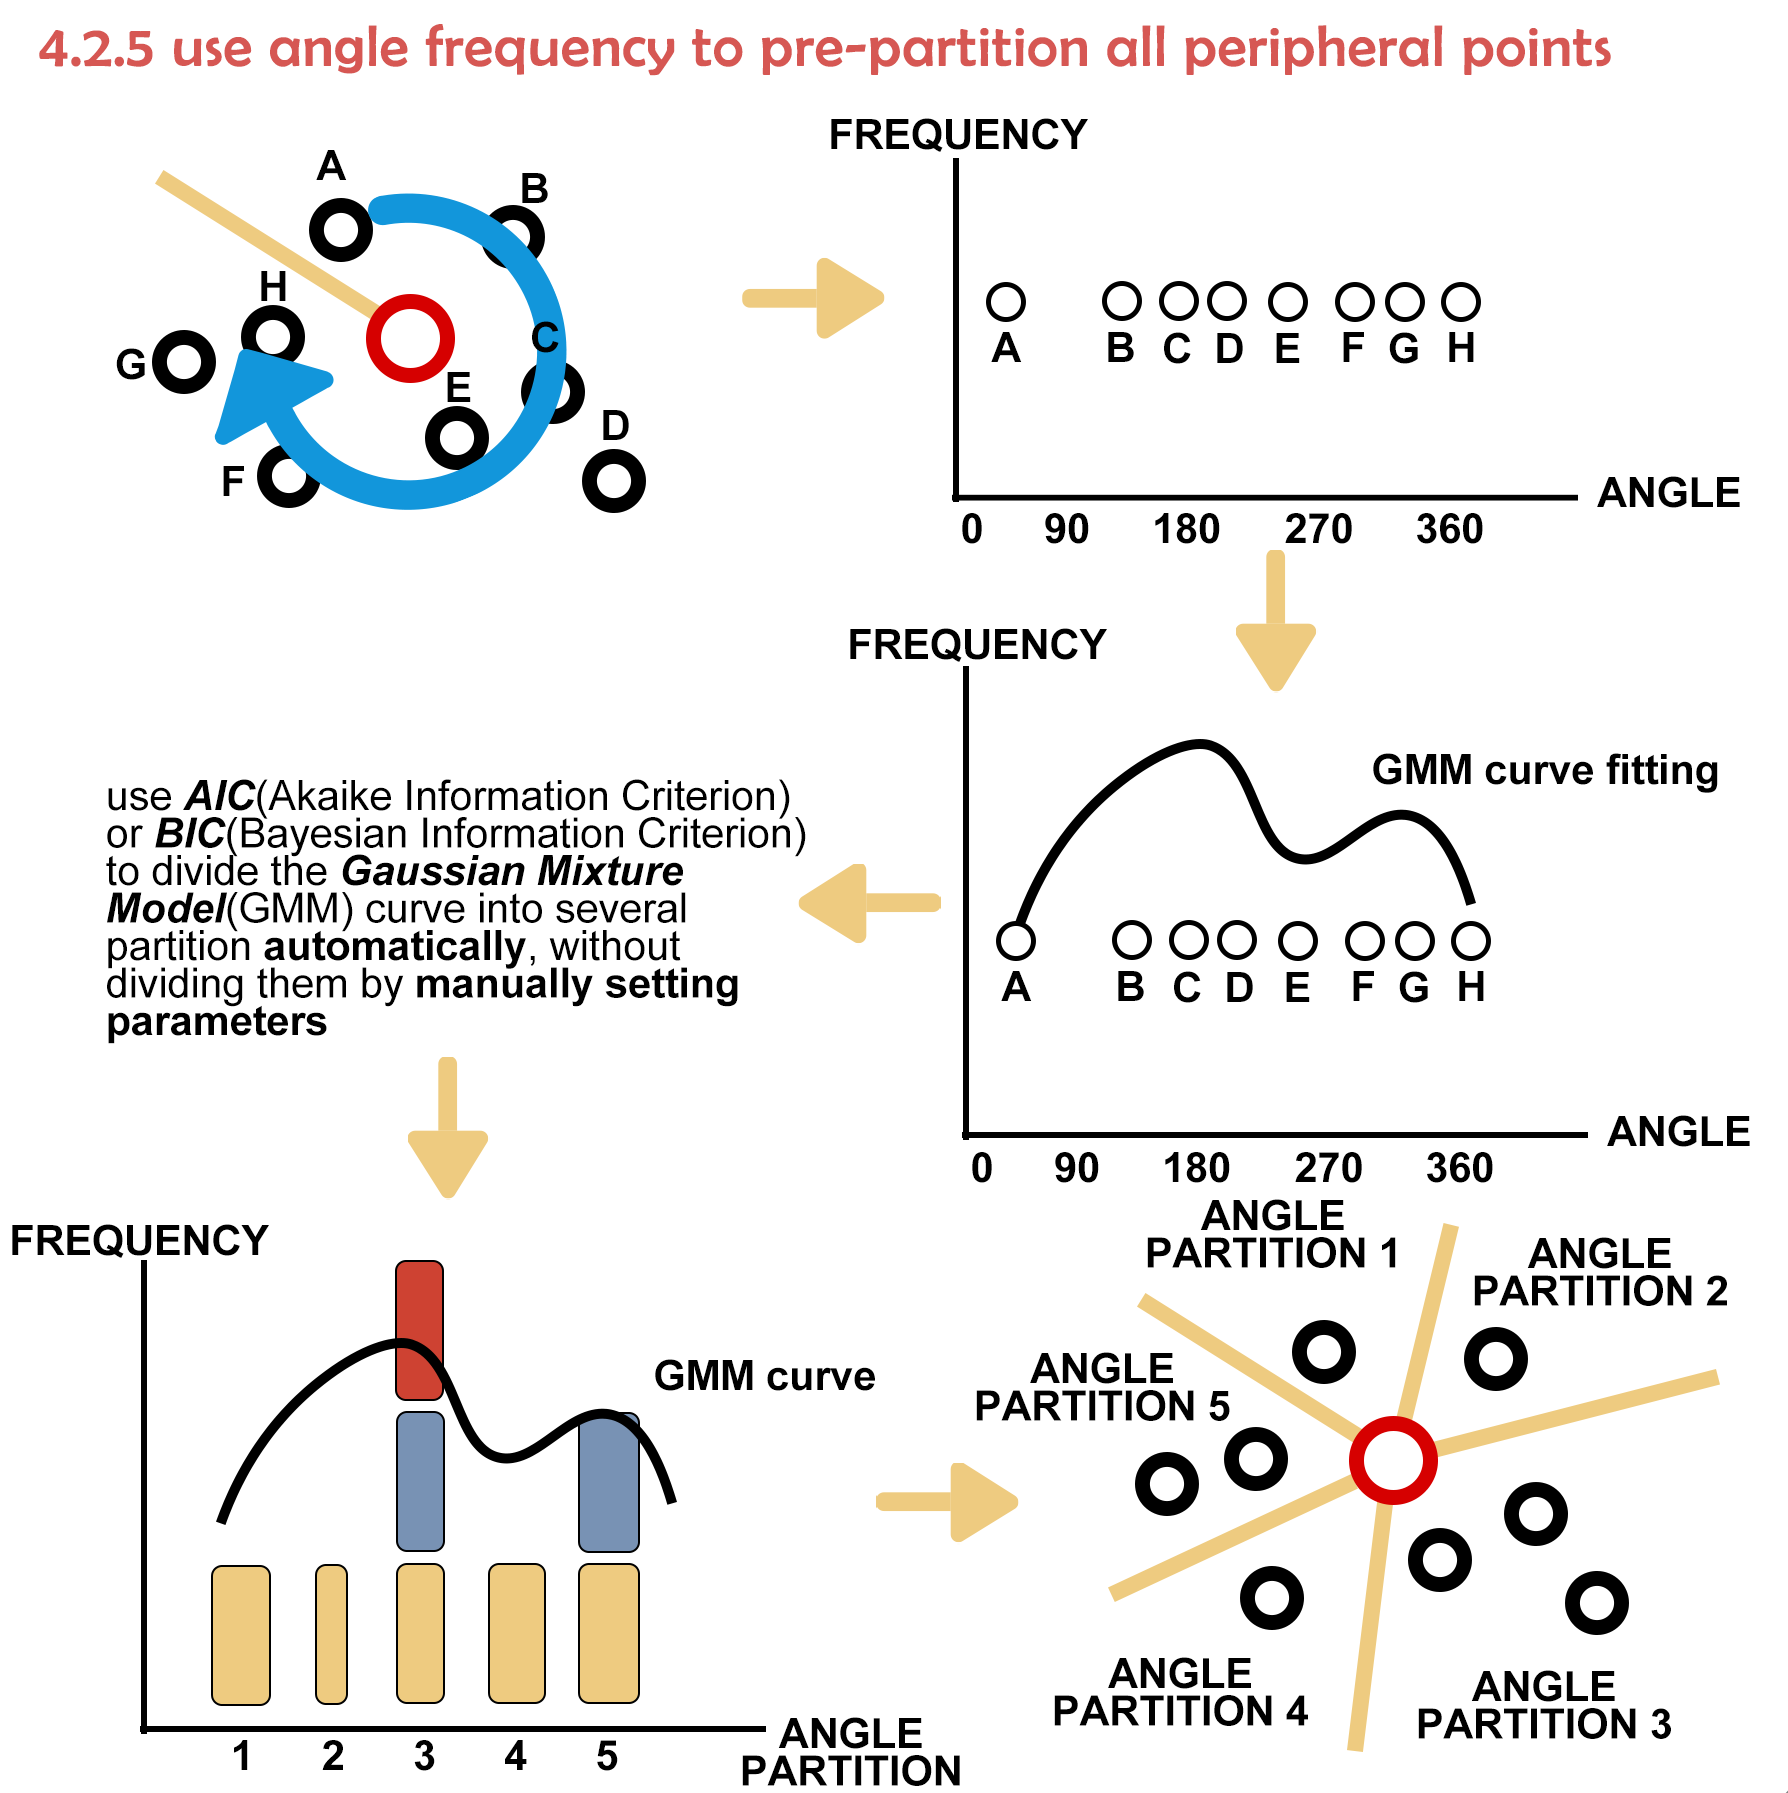 4.2.5 use angle frequency to pre-partition all peripheral points
A
B
H
C
G
E
D
F
FREQUENCY
A B C D E F G H
ANGLE
0 90 180 270 360
FREQUENCY
GMM curve fitting
A B C D E F G H
ANGLE
0 90 180 270 360
use AIC(Akaike Information Criterion)
or BIC(Bayesian Information Criterion)
to divide the Gaussian Mixture
Model(GMM) curve into several
partition automatically, without
dividing them by manually setting
parameters
FREQUENCY
GMM curve
1 2 3 4 5
ANGLE
PARTITION
ANGLE
PARTITION 1
ANGLE
PARTITION 2
ANGLE
PARTITION 5
ANGLE
PARTITION 4
ANGLE
PARTITION 3